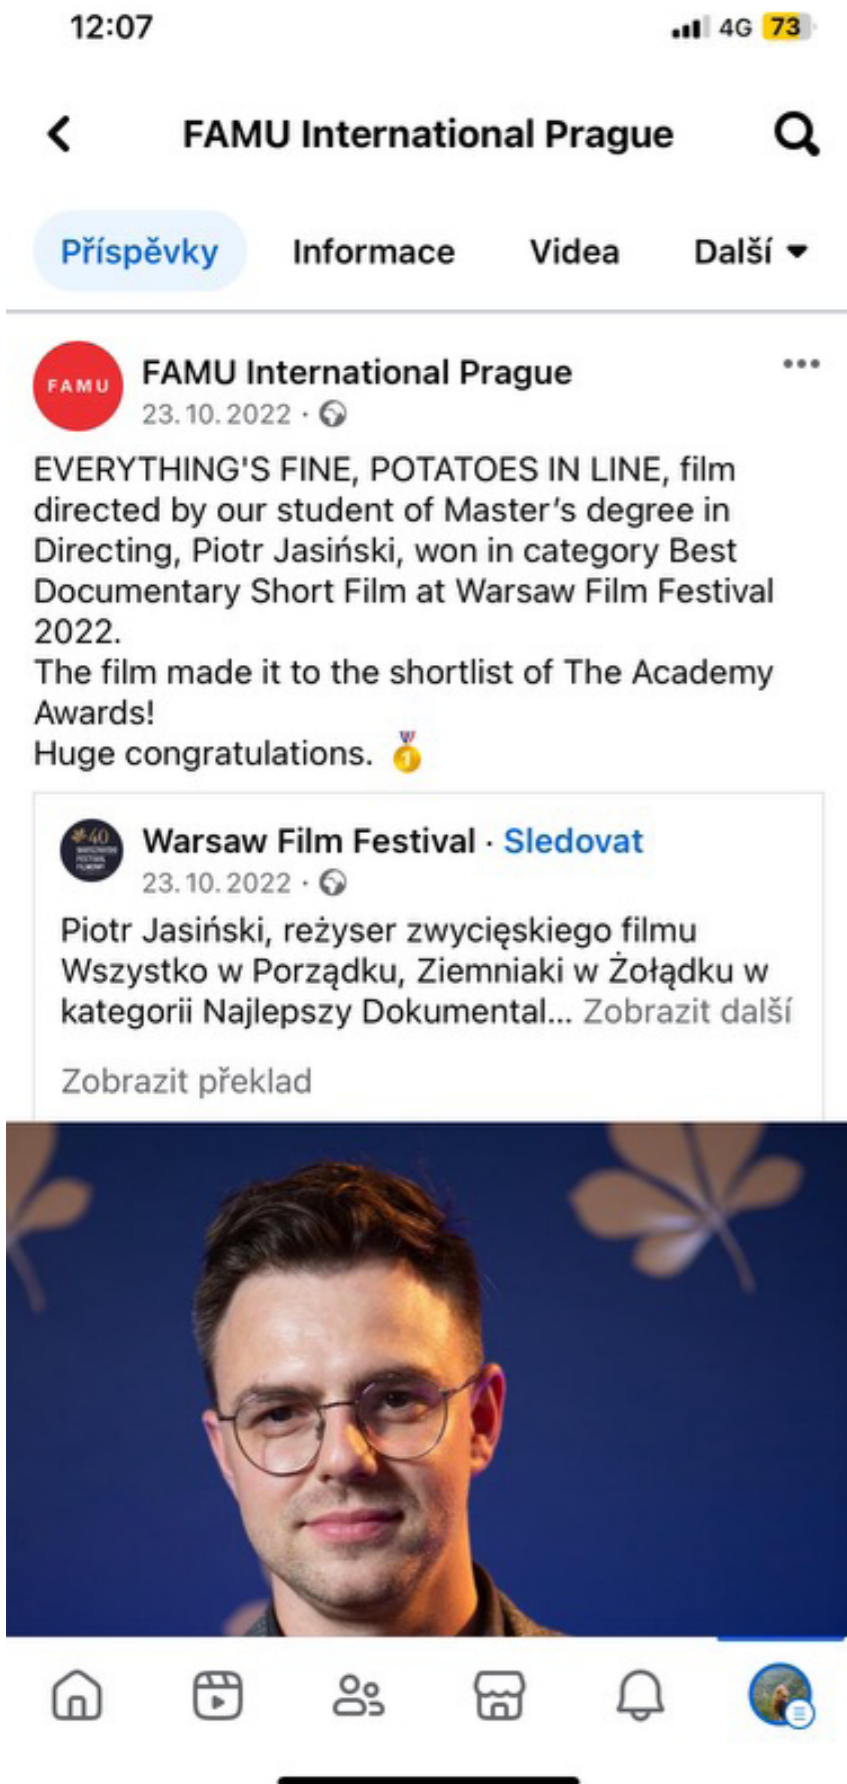 12:07
4G 73
FAMU International Prague
Příspěvky Informace Videa Další
FAMU
FAMU International Prague
23. 10. 2022 ·
EVERYTHING'S FINE, POTATOES IN LINE, film
directed by our student of Master's degree in
Directing, Piotr Jasiński, won in category Best
Documentary Short Film at Warsaw Film Festival
2022.
The film made it to the shortlist of The Academy
Awards!
Huge congratulations. 🥇
40
Warsaw Film Festival · Sledovat
23. 10. 2022 ·
Piotr Jasiński, reżyser zwycięskiego filmu
Wszystko w Porządku, Ziemniaki w Żołądku w
kategorii Najlepszy Dokumental... Zobrazit další
Zobrazit překlad